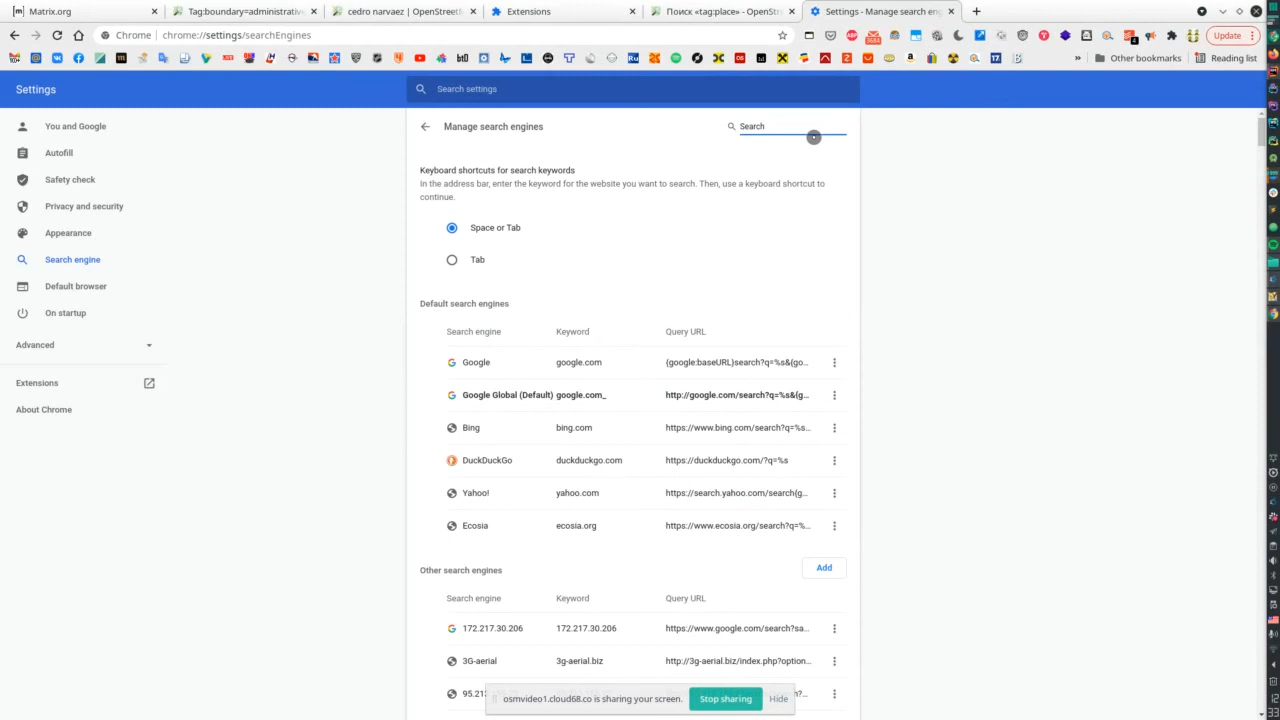 Matrix.org
Tag:boundary=administrative
cedro narvaez | OpenStreet
Extensions
Поиск «tag:place» - OpenStr
Settings - Manage search en
Chrome | chrome://settings/searchEngines
Update
Other bookmarks
Reading list
Settings
Search settings
You and Google
Autofill
Safety check
Privacy and security
Appearance
Search engine
Default browser
On startup
Advanced
Extensions
About Chrome
Manage search engines
Search
Keyboard shortcuts for search keywords
In the address bar, enter the keyword for the website you want to search. Then, use a keyboard shortcut to
continue.
Space or Tab
Tab
Default search engines
Search engine Keyword Query URL
Google google.com {google:baseURL}search?q=%s&{go...
Google Global (Default) google.com_ http://google.com/search?q=%s&{g...
Bing bing.com https://www.bing.com/search?q=%s...
DuckDuckGo duckduckgo.com https://duckduckgo.com/?q=%s
Yahoo! yahoo.com https://search.yahoo.com/search{g...
Ecosia ecosia.org https://www.ecosia.org/search?q=%...
Other search engines
Add
Search engine Keyword Query URL
172.217.30.206 172.217.30.206 https://www.google.com/search?sa...
3G-aerial 3g-aerial.biz http://3g-aerial.biz/index.php?option...
osmvideo1.cloud68.co is sharing your screen.
Stop sharing
Hide